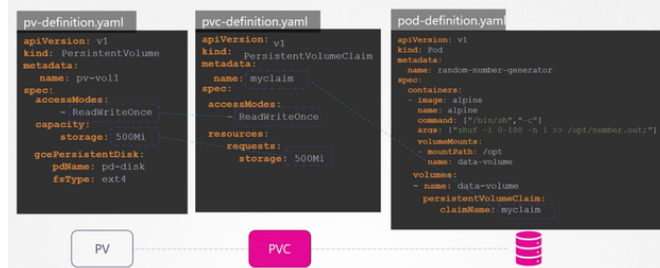 pv-definition.yaml
apiVersion: v1
kind: PersistentVolume
metadata:
name: pv-vol1
spec:
accessModes:
- ReadWriteOnce
capacity:
storage: 500Mi
gcePersistentDisk:
pdName: pd-disk
fsType: ext4
PV
pvc-definition.yaml
apiVersion: v1
kind: PersistentVolumeClaim
metadata:
name: myclaim
spec:
accessModes:
- ReadWriteOnce
resources:
requests:
storage: 500Mi
PVC
pod-definition.yaml
apiVersion: v1
kind: Pod
metadata:
name: random-number-generator
spec:
containers:
- image: alpine
name: alpine
command: ["/bin/sh","-c"]
args: ["shuf -i 0-100 -n 1 >> /opt/number.out;"]
volumeMounts:
- mountPath: /opt
name: data-volume
volumes:
- name: data-volume
persistentVolumeClaim:
claimName: myclaim